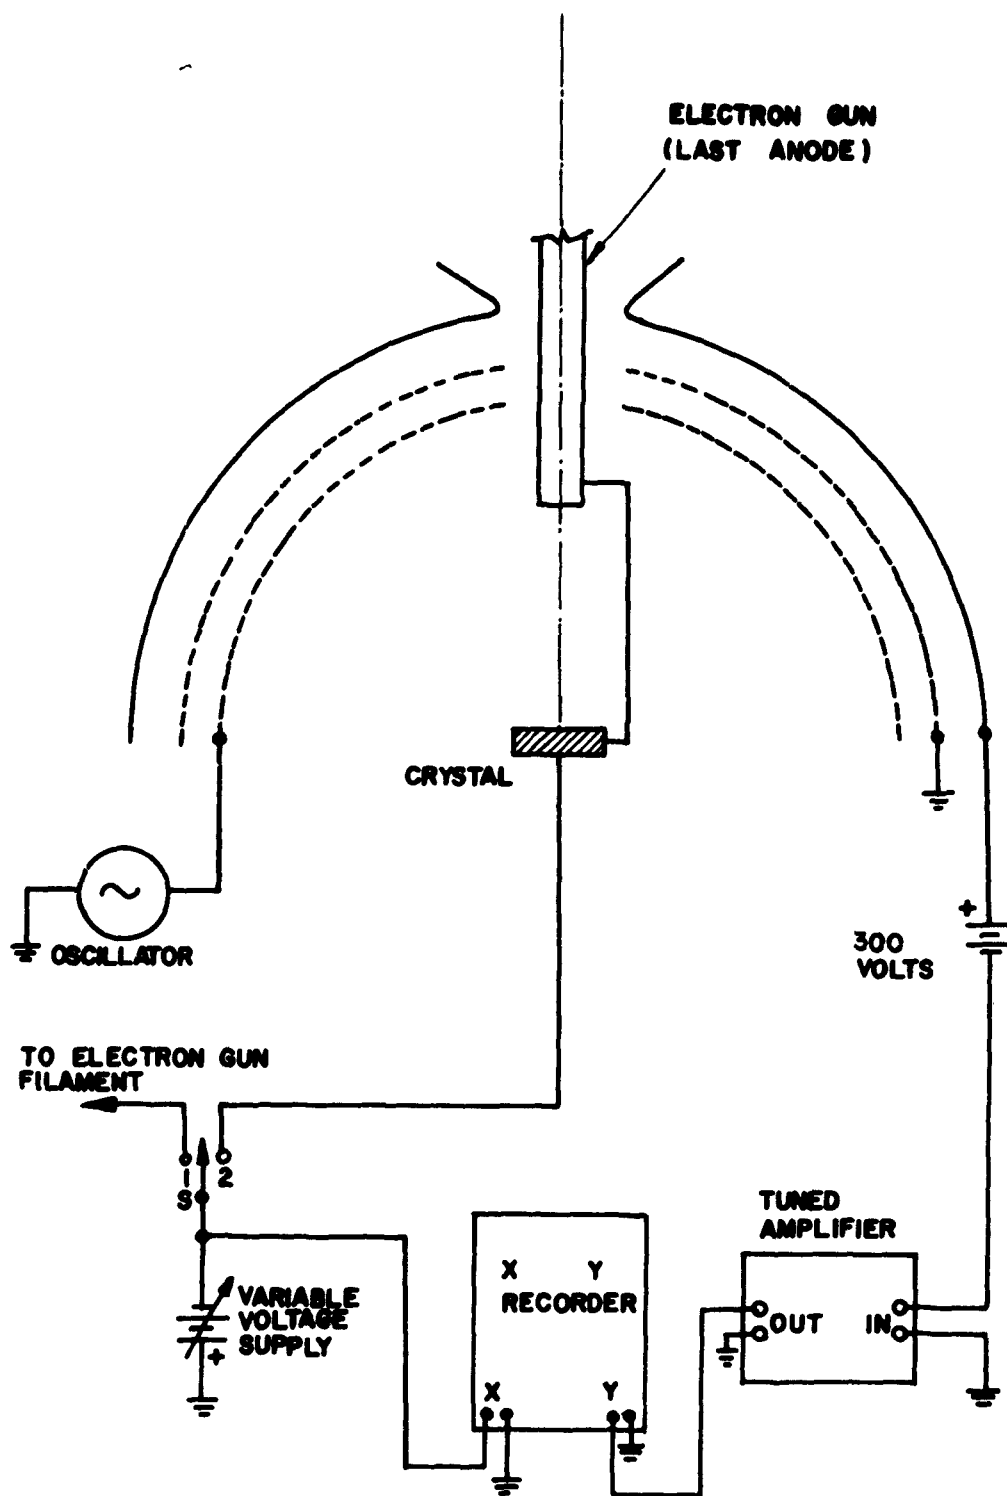 ELECTRON GUN
(LAST ANODE)
CRYSTAL
OSCILLATOR
+
300
VOLTS
TO ELECTRON GUN
FILAMENT
1
2
S
VARIABLE
VOLTAGE
SUPPLY
+
X Y
RECORDER
X Y
TUNED
AMPLIFIER
OUT IN